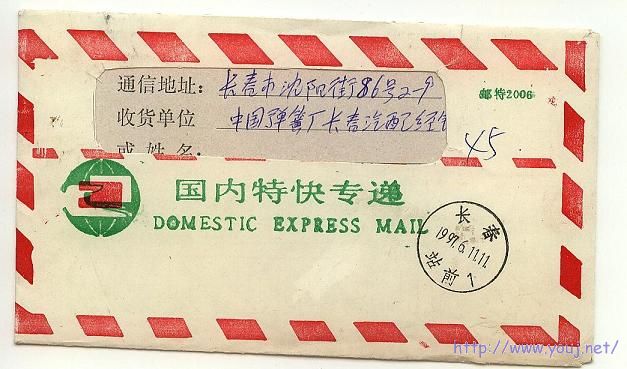 通信地址: 长春市沈阳街86号2-9
邮特2006
收货单位 中国弹簧厂长春汽配经
或姓名.
45
国内特快专递
DOMESTIC EXPRESS MAIL
长春
1997.6.11.11
站前1
http://www.youj.net/